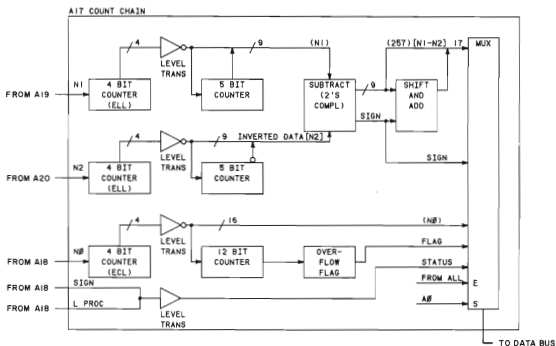 A17 COUNT CHAIN
4
LEVEL
TRANS
9
(N1)
(257)[N1-N2]
17
MUX
FROM A19
N1
4 BIT
COUNTER
(ELL)
5 BIT
COUNTER
SUBTRACT
(2'S
COMPL)
9
SHIFT
AND
ADD
SIGN
4
LEVEL
TRANS
9
INVERTED DATA[N2]
SIGN
FROM A20
N2
4 BIT
COUNTER
(ELL)
5 BIT
COUNTER
4
LEVEL
TRANS
16
(NØ)
FLAG
FROM A18
NØ
4 BIT
COUNTER
(ECL)
12 BIT
COUNTER
OVER-
FLOW
FLAG
STATUS
FROM A18
SIGN
FROM ALL
E
FROM A18
L PROC
LEVEL
TRANS
AØ
S
TO DATA BUS